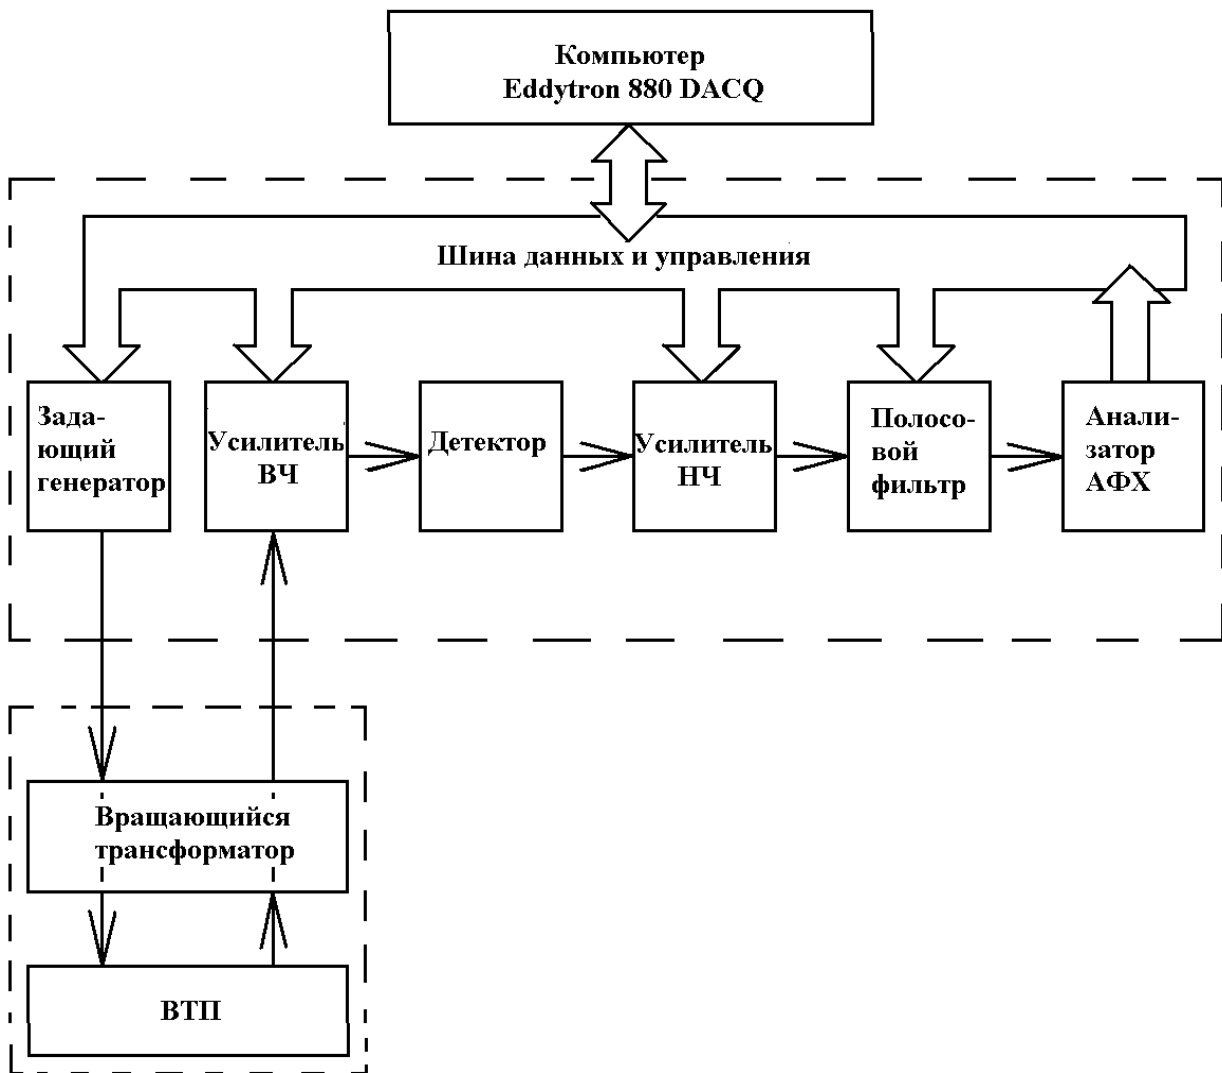 Компьютер
Eddytron 880 DACQ
Шина данных и управления
Зада-
ющий
генератор
Усилитель
ВЧ
Детектор
Усилитель
НЧ
Полосо-
вой
фильтр
Анали-
затор
АФХ
Вращающийся
трансформатор
ВТП